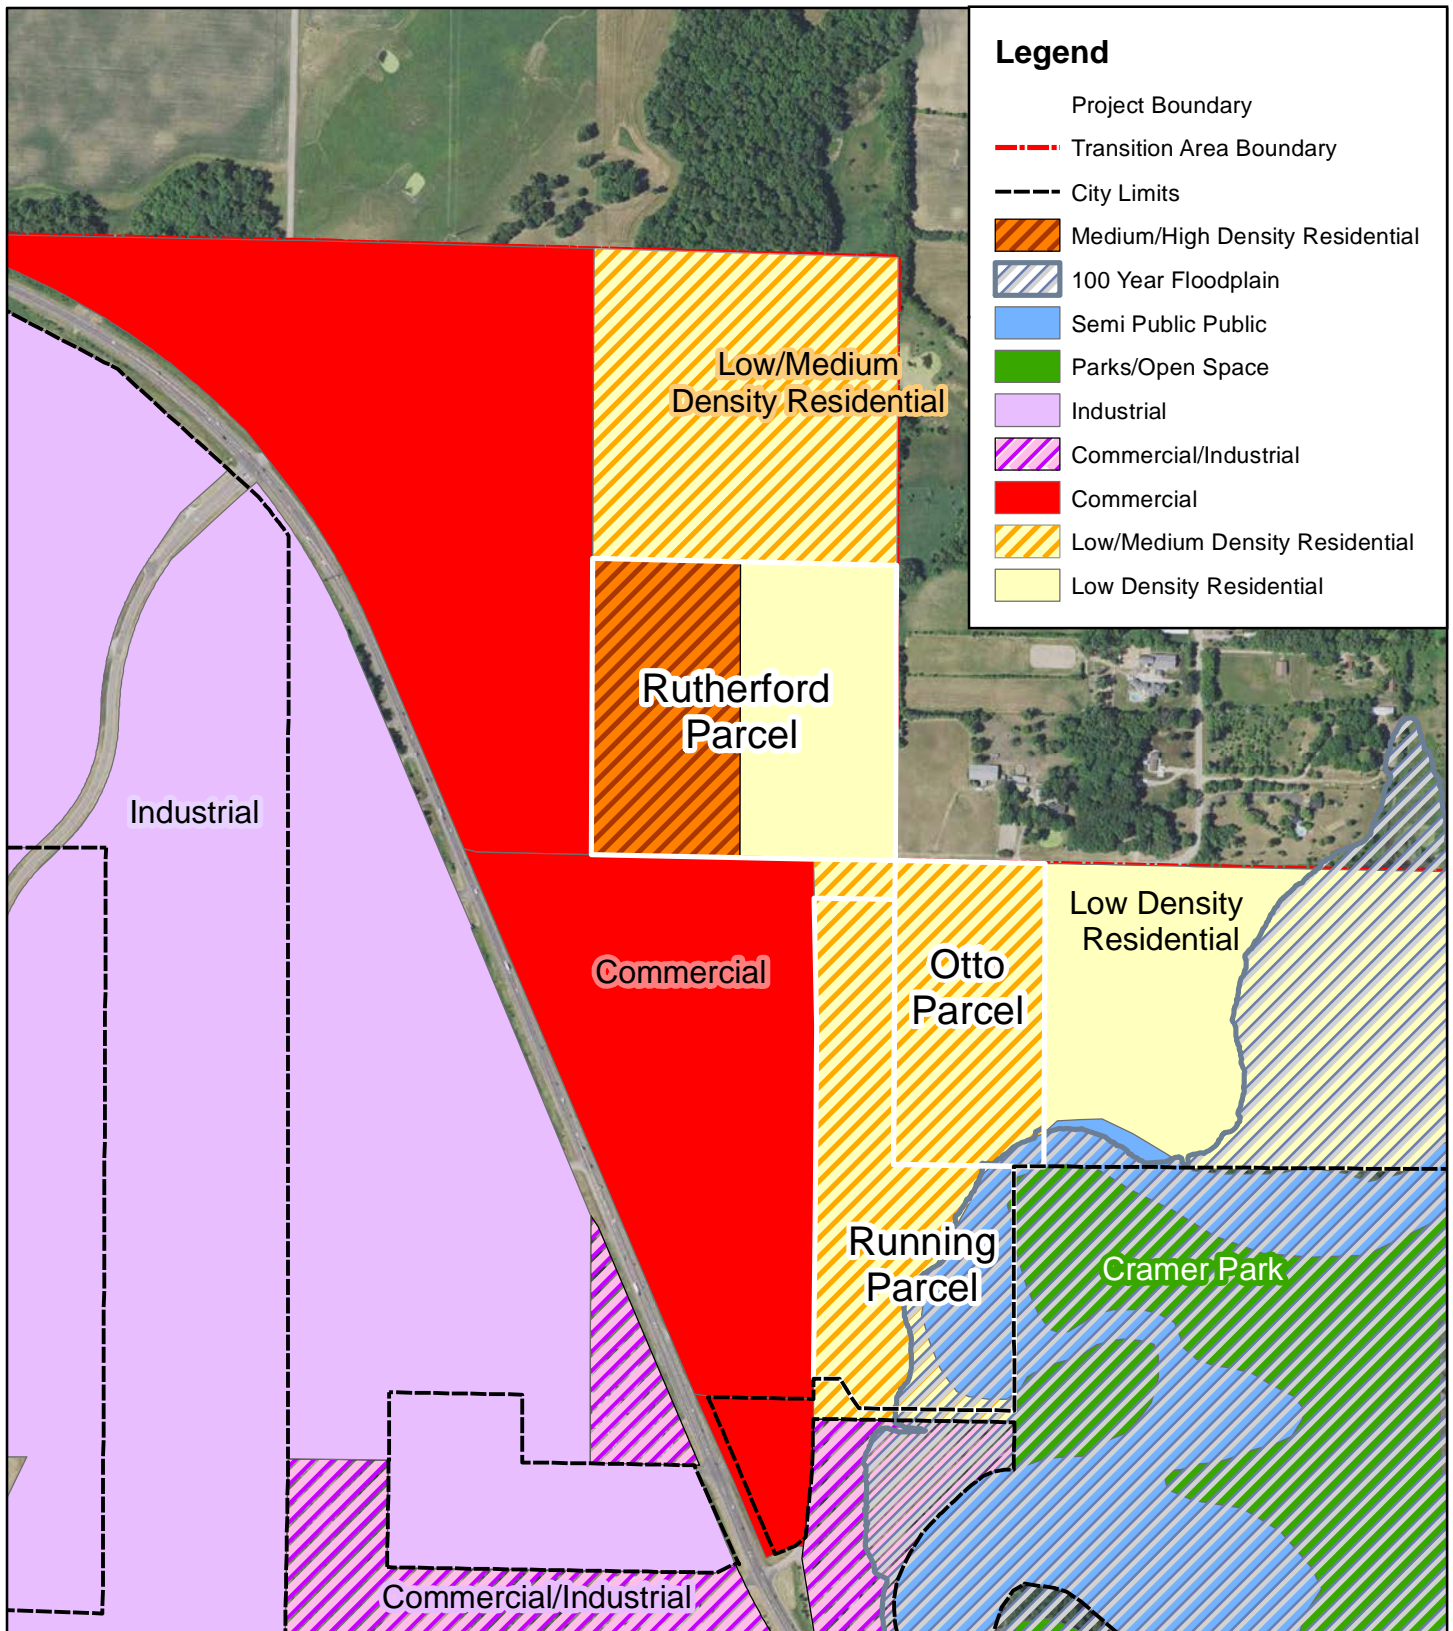 Legend
Project Boundary
Transition Area Boundary
City Limits
Medium/High Density Residential
100 Year Floodplain
Semi Public Public
Parks/Open Space
Industrial
Commercial/Industrial
Commercial
Low/Medium Density Residential
Low Density Residential
Low/Medium
Density Residential
Rutherford
Parcel
Industrial
Low Density
Residential
Commercial
Otto
Parcel
Running
Parcel
Cramer Park
Commercial/Industrial